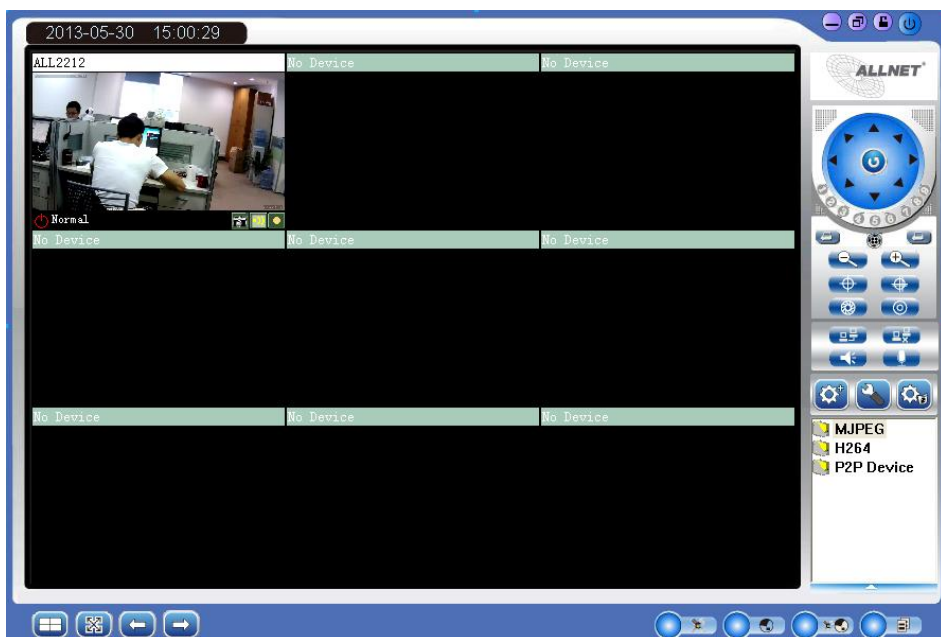 2013-05-30 15:00:29
ALL2212
No Device
No Device
ALLNET
Normal
No Device
No Device
No Device
No Device
No Device
No Device
MJPEG
H264
P2P Device